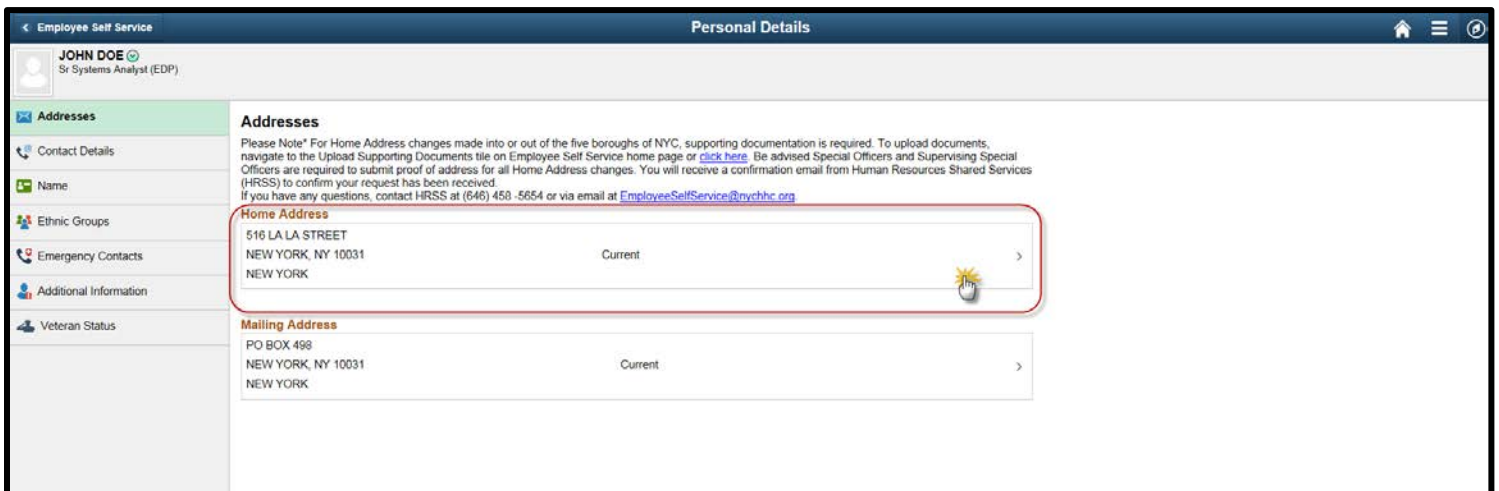 Employee Self Service
Personal Details
JOHN DOE
Sr Systems Analyst (EDP)
Addresses
Contact Details
Name
Ethnic Groups
Emergency Contacts
Additional Information
Veteran Status
Addresses
Please Note* For Home Address changes made into or out of the five boroughs of NYC, supporting documentation is required. To upload documents,
navigate to the Upload Supporting Documents tile on Employee Self Service home page or click here. Be advised Special Officers and Supervising Special
Officers are required to submit proof of address for all Home Address changes. You will receive a confirmation email from Human Resources Shared Services
(HRSS) to confirm your request has been received.
If you have any questions, contact HRSS at (646) 458 -5654 or via email at EmployeeSelfService@nychhc.org.
Home Address
516 LA LA STREET
NEW YORK, NY 10031 Current
NEW YORK
Mailing Address
PO BOX 498
NEW YORK, NY 10031 Current
NEW YORK